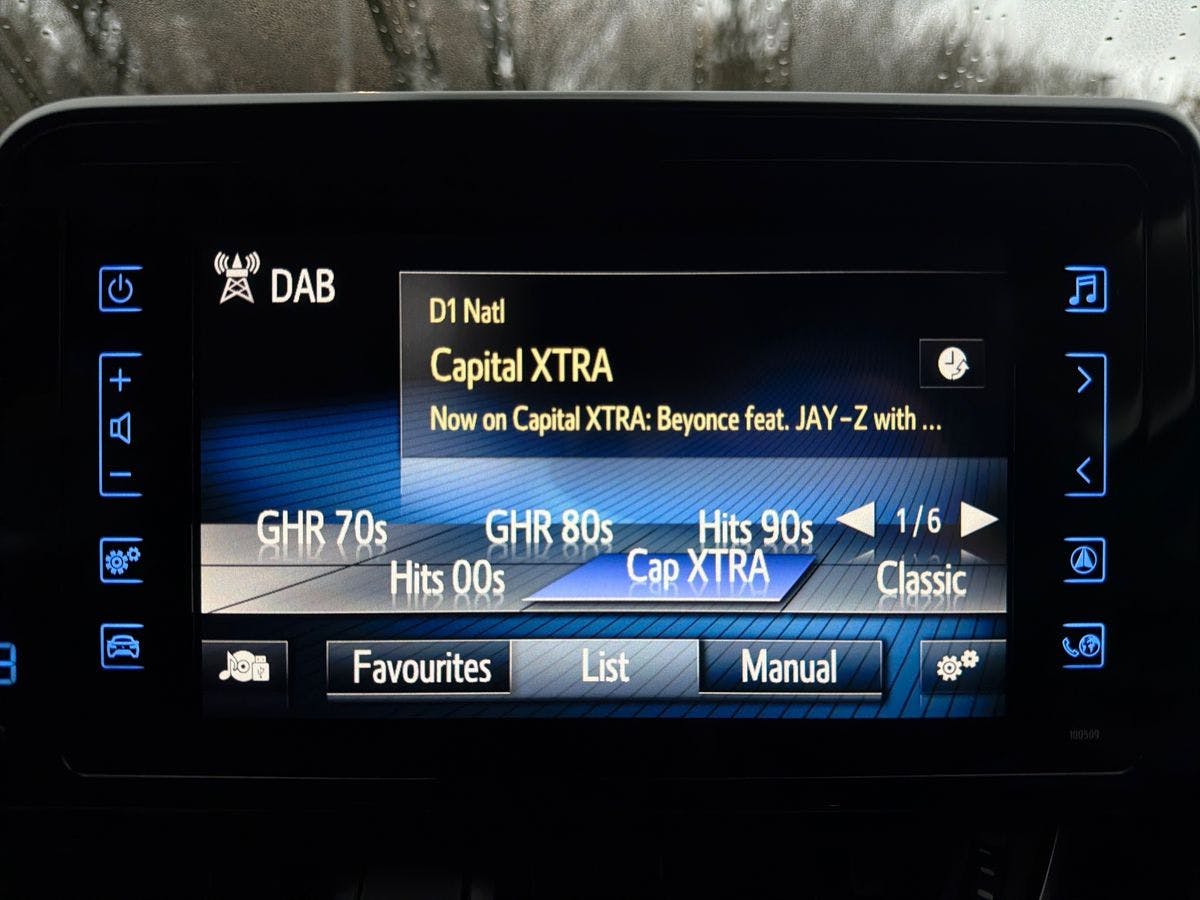 DAB
D1 Natl
Capital XTRA
Now on Capital XTRA: Beyonce feat. JAY-Z with ...
GHR 70s GHR 80s Hits 90s 1/6
Hits 00s Cap XTRA Classic
Favourites List Manual
100509